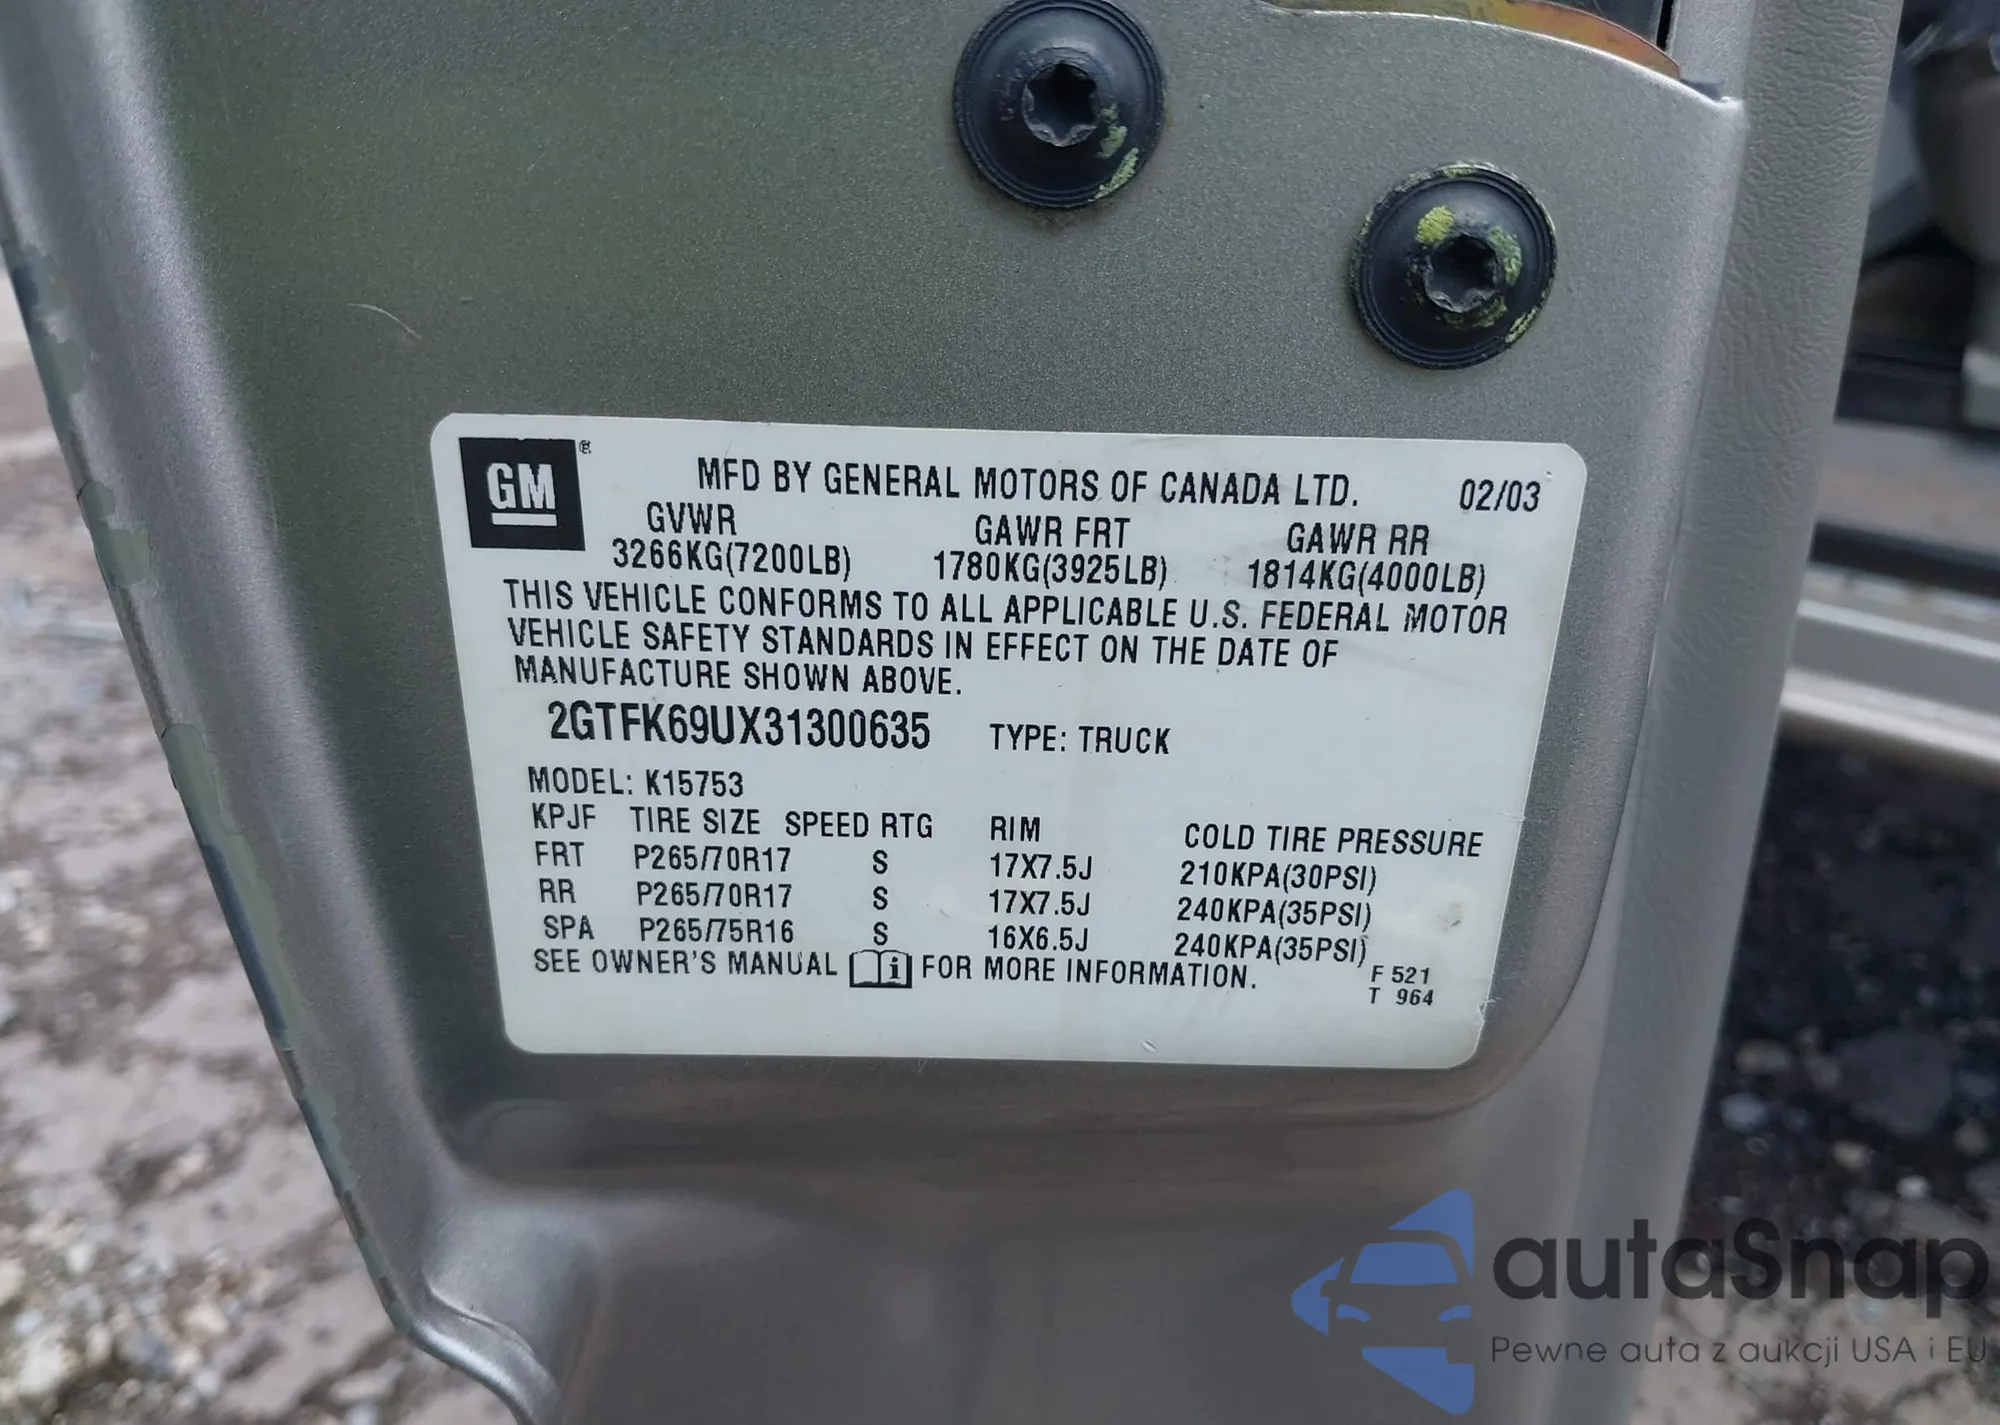 GM ®
MFD BY GENERAL MOTORS OF CANADA LTD. 02/03
GVWR GAWR FRT GAWR RR
3266KG(7200LB) 1780KG(3925LB) 1814KG(4000LB)
THIS VEHICLE CONFORMS TO ALL APPLICABLE U.S. FEDERAL MOTOR
VEHICLE SAFETY STANDARDS IN EFFECT ON THE DATE OF
MANUFACTURE SHOWN ABOVE.
2GTFK69UX31300635 TYPE: TRUCK
MODEL: K15753
KPJF TIRE SIZE SPEED RTG RIM COLD TIRE PRESSURE
FRT P265/70R17 S 17X7.5J 210KPA(30PSI)
RR P265/70R17 S 17X7.5J 240KPA(35PSI)
SPA P265/75R16 S 16X6.5J 240KPA(35PSI)
SEE OWNER'S MANUAL i FOR MORE INFORMATION.
F 521
T 964
autaSnap
Pewne auta z aukcji USA i EU